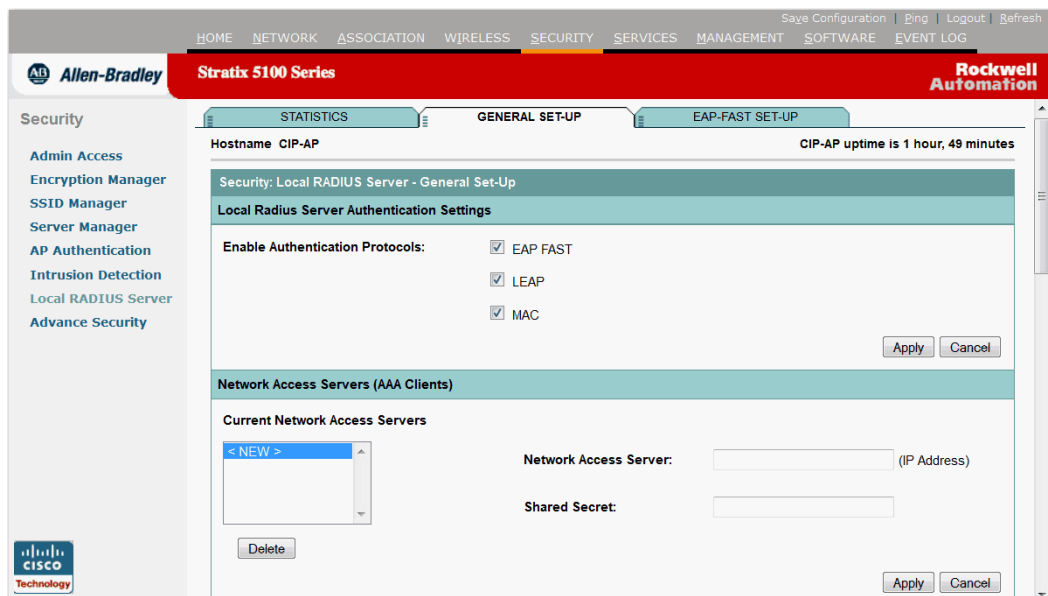 Save Configuration | Ping | Logout | Refresh
HOME NETWORK ASSOCIATION WIRELESS SECURITY SERVICES MANAGEMENT SOFTWARE EVENT LOG
AB Allen-Bradley
Stratix 5100 Series
Rockwell
Automation
Security
Admin Access
Encryption Manager
SSID Manager
Server Manager
AP Authentication
Intrusion Detection
Local RADIUS Server
Advance Security
STATISTICS GENERAL SET-UP EAP-FAST SET-UP
Hostname CIP-AP
CIP-AP uptime is 1 hour, 49 minutes
Security: Local RADIUS Server - General Set-Up
Local Radius Server Authentication Settings
Enable Authentication Protocols:
EAP FAST
LEAP
MAC
Apply Cancel
Network Access Servers (AAA Clients)
Current Network Access Servers
< NEW >
Network Access Server: (IP Address)
Shared Secret:
Delete
Apply Cancel
CISCO
Technology